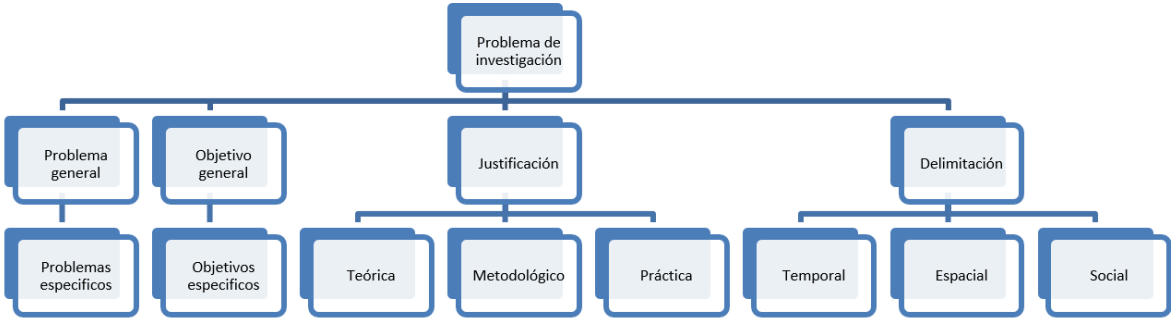 Problema de
investigación
Problema
general
Objetivo
general
Justificación
Delimitación
Problemas
especificos
Objetivos
especificos
Teórica
Metodológico
Práctica
Temporal
Espacial
Social